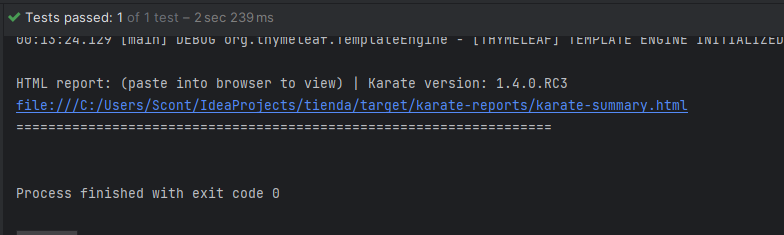 Tests passed: 1 of 1 test – 2 sec 239 ms
00:13:24.129 [main] DEBUG org.thymeleaf.TemplateEngine - [THYMELEAF] TEMPLATE ENGINE INITIALIZED
HTML report: (paste into browser to view) | Karate version: 1.4.0.RC3
file:///C:/Users/Scont/IdeaProjects/tienda/target/karate-reports/karate-summary.html
===================================================================
Process finished with exit code 0